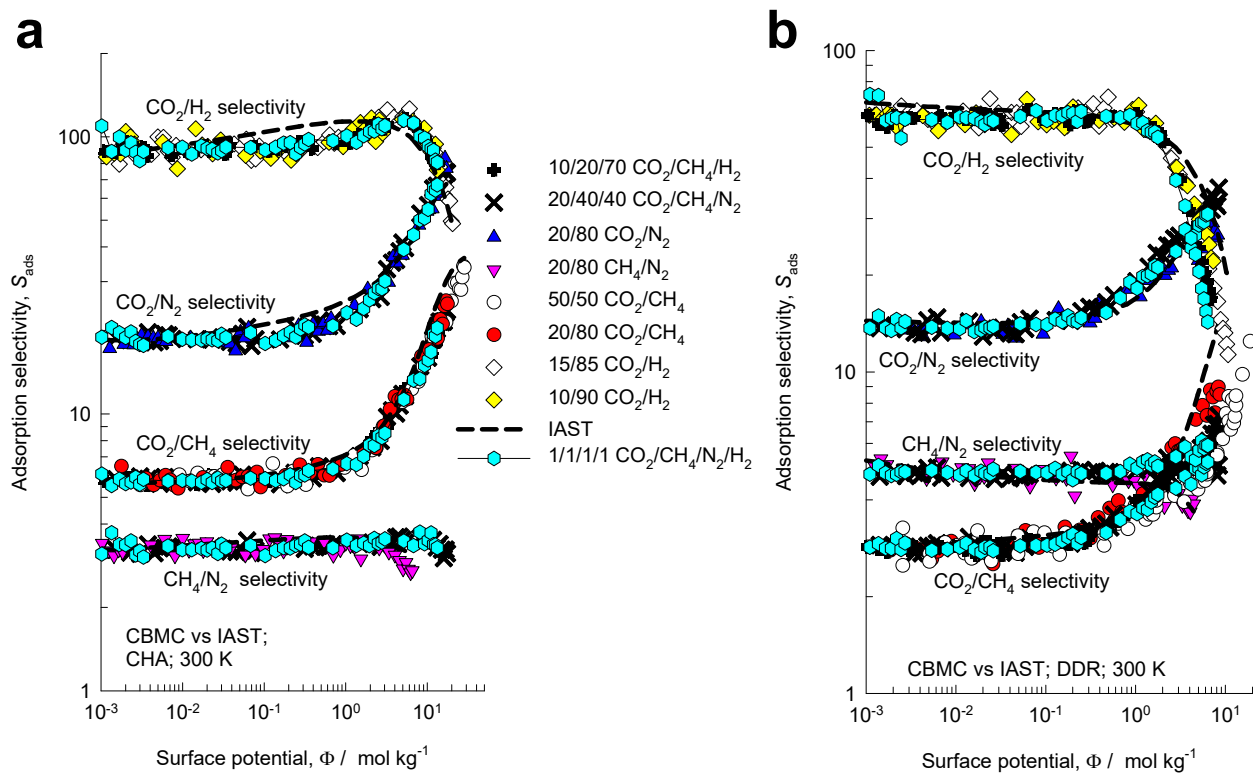 a
100
10
1
Adsorption selectivity, S_ads
CO₂/H₂ selectivity
CO₂/N₂ selectivity
CO₂/CH₄ selectivity
CH₄/N₂ selectivity
CBMC vs IAST;
CHA; 300 K
10⁻³ 10⁻² 10⁻¹ 10⁰ 10¹
Surface potential, Φ / mol kg⁻¹
10/20/70 CO₂/CH₄/H₂
20/40/40 CO₂/CH₄/N₂
20/80 CO₂/N₂
20/80 CH₄/N₂
50/50 CO₂/CH₄
20/80 CO₂/CH₄
15/85 CO₂/H₂
10/90 CO₂/H₂
IAST
1/1/1/1 CO₂/CH₄/N₂/H₂
b
100
10
1
Adsorption selectivity, S_ads
CO₂/H₂ selectivity
CO₂/N₂ selectivity
CH₄/N₂ selectivity
CO₂/CH₄ selectivity
CBMC vs IAST; DDR; 300 K
10⁻³ 10⁻² 10⁻¹ 10⁰ 10¹
Surface potential, Φ / mol kg⁻¹